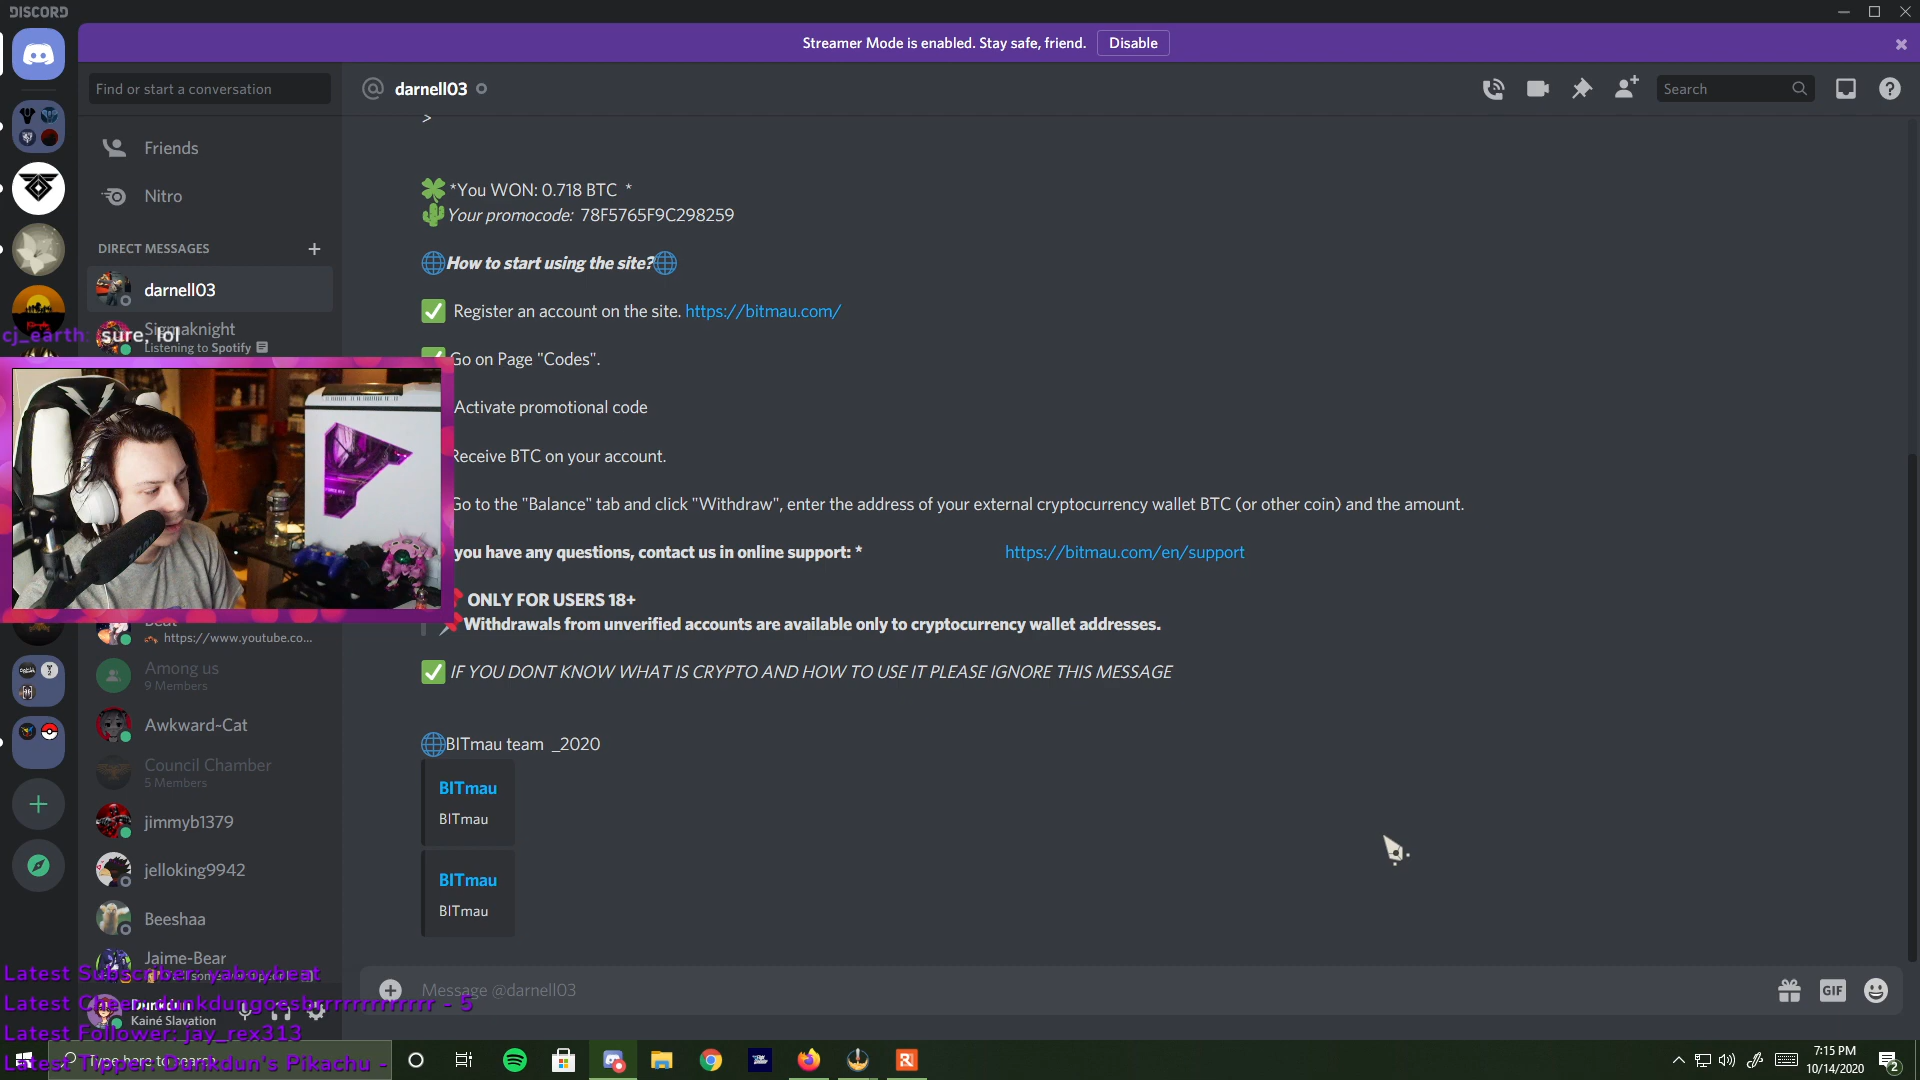 DISCORD
Streamer Mode is enabled. Stay safe, friend. Disable
Find or start a conversation
darnell03
Search
>
Friends
Nitro
DIRECT MESSAGES
darnell03
Sigmaknight
Listening to Spotify
cj_earth: sure, lol
*You WON: 0.718 BTC *
Your promocode: 78F5765F9C298259
How to start using the site?
Register an account on the site. https://bitmau.com/
Go on Page "Codes".
Activate promotional code
Receive BTC on your account.
Go to the "Balance" tab and click "Withdraw", enter the address of your external cryptocurrency wallet BTC (or other coin) and the amount.
you have any questions, contact us in online support: * https://bitmau.com/en/support
ONLY FOR USERS 18+
Withdrawals from unverified accounts are available only to cryptocurrency wallet addresses.
IF YOU DONT KNOW WHAT IS CRYPTO AND HOW TO USE IT PLEASE IGNORE THIS MESSAGE
BITmau team _2020
BITmau
BITmau
BITmau
BITmau
https://www.youtube.co...
Among us
9 Members
Awkward~Cat
Council Chamber
5 Members
jimmyb1379
jelloking9942
Beeshaa
Jaime-Bear
Latest Subscriber: yaboybeat
Dunkdun
Kainé Slavation
Latest Follower: jay_rex313
Latest Tipper: Dunkdun's Pikachu -
Message @darnell03
GIF
Type here to search
7:15 PM
10/14/2020
2